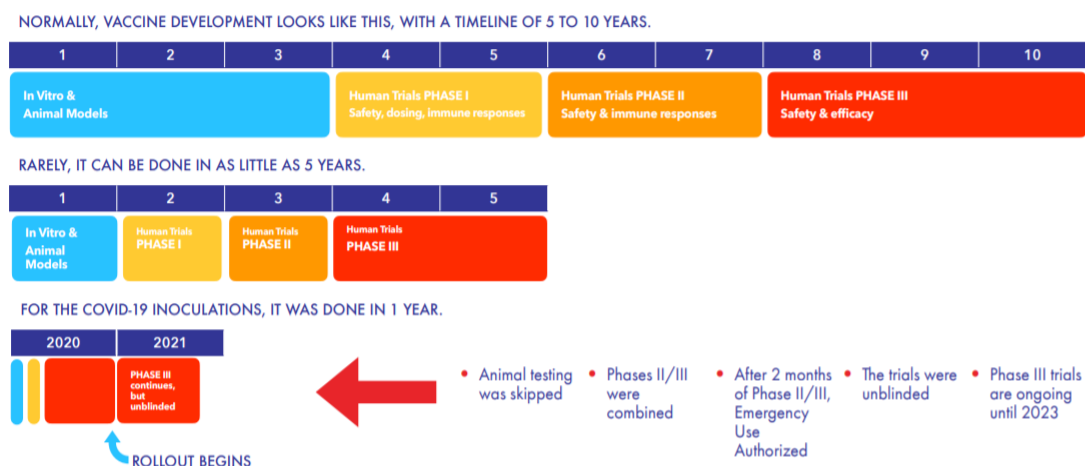 NORMALLY, VACCINE DEVELOPMENT LOOKS LIKE THIS, WITH A TIMELINE OF 5 TO 10 YEARS.
1 2 3 4 5 6 7 8 9 10
In Vitro &
Animal Models
Human Trials PHASE I
Safety, dosing, immune responses
Human Trials PHASE II
Safety & immune responses
Human Trials PHASE III
Safety & efficacy
RARELY, IT CAN BE DONE IN AS LITTLE AS 5 YEARS.
1 2 3 4 5
In Vitro &
Animal
Models
Human Trials
PHASE I
Human Trials
PHASE II
Human Trials
PHASE III
FOR THE COVID-19 INOCULATIONS, IT WAS DONE IN 1 YEAR.
2020 2021
PHASE III
continues,
but
unblinded
ROLLOUT BEGINS
• Animal testing
was skipped
• Phases II/III
were
combined
• After 2 months
of Phase II/III,
Emergency
Use
Authorized
• The trials were
unblinded
• Phase III trials
are ongoing
until 2023